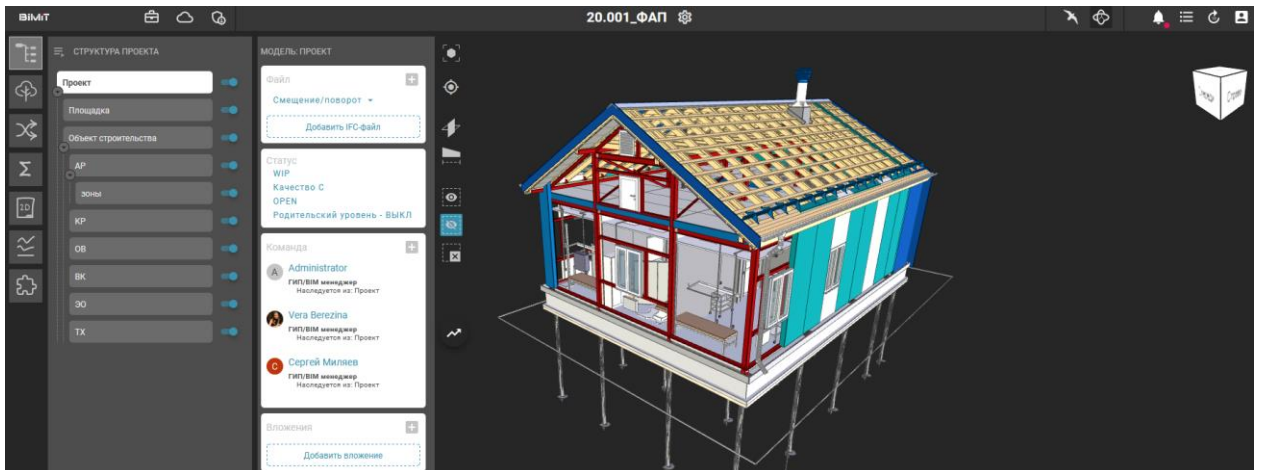 BIMiT
20.001_ФАП
СТРУКТУРА ПРОЕКТА
Проект
Площадка
Объект строительства
АР
зоны
КР
ОВ
ВК
ЭО
ТХ
1D
МОДЕЛЬ: ПРОЕКТ
Файл
Смещение/поворот
Добавить IFC-файл
Статус
WIP
Качество C
OPEN
Родительский уровень - ВЫКЛ
Команда
A
Administrator
ГИП/BIM менеджер
Наследуется из: Проект
Vera Berezina
ГИП/BIM менеджер
Наследуется из: Проект
С
Сергей Миляев
ГИП/BIM менеджер
Наследуется из: Проект
Вложения
Добавить вложение